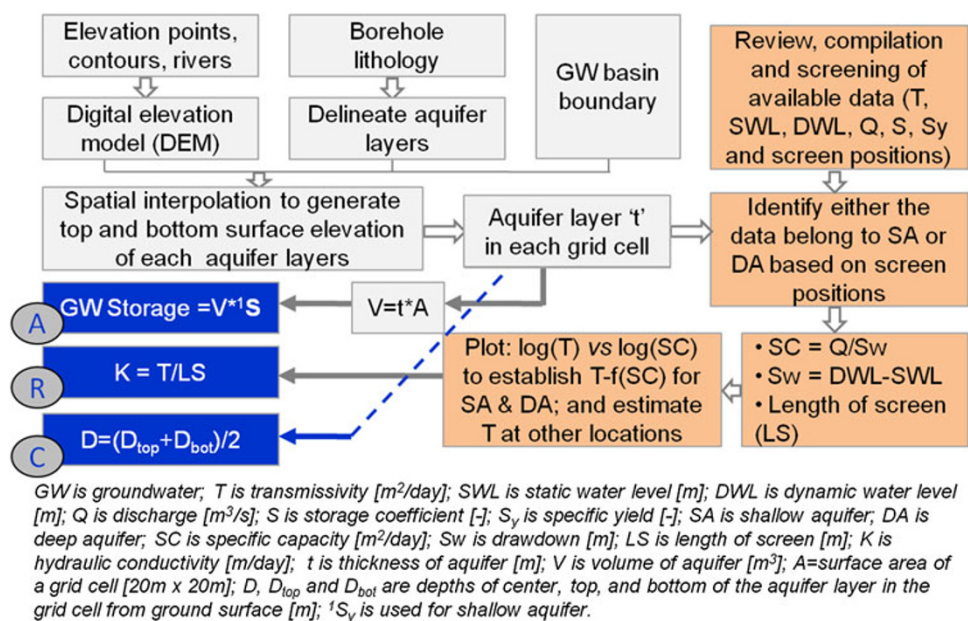 Elevation points,
contours, rivers
Borehole
lithology
GW basin
boundary
Review, compilation
and screening of
available data (T,
SWL, DWL, Q, S, Sy
and screen positions)
Digital elevation
model (DEM)
Delineate aquifer
layers
Spatial interpolation to generate
top and bottom surface elevation
of each aquifer layers
Aquifer layer ‘t’
in each grid cell
Identify either the
data belong to SA or
DA based on screen
positions
A
GW Storage =V*¹S
V=t*A
R
K = T/LS
Plot: log(T) vs log(SC)
to establish T-f(SC) for
SA & DA; and estimate
T at other locations
• SC = Q/Sw
• Sw = DWL-SWL
• Length of screen
(LS)
C
D=(Dtop+Dbot)/2
GW is groundwater; T is transmissivity [m²/day]; SWL is static water level [m]; DWL is dynamic water level
[m]; Q is discharge [m³/s]; S is storage coefficient [-]; Sy is specific yield [-]; SA is shallow aquifer; DA is
deep aquifer; SC is specific capacity [m²/day]; Sw is drawdown [m]; LS is length of screen [m]; K is
hydraulic conductivity [m/day]; t is thickness of aquifer [m]; V is volume of aquifer [m³]; A=surface area of
a grid cell [20m x 20m]; D, Dtop and Dbot are depths of center, top, and bottom of the aquifer layer in the
grid cell from ground surface [m]; ¹Sy is used for shallow aquifer.